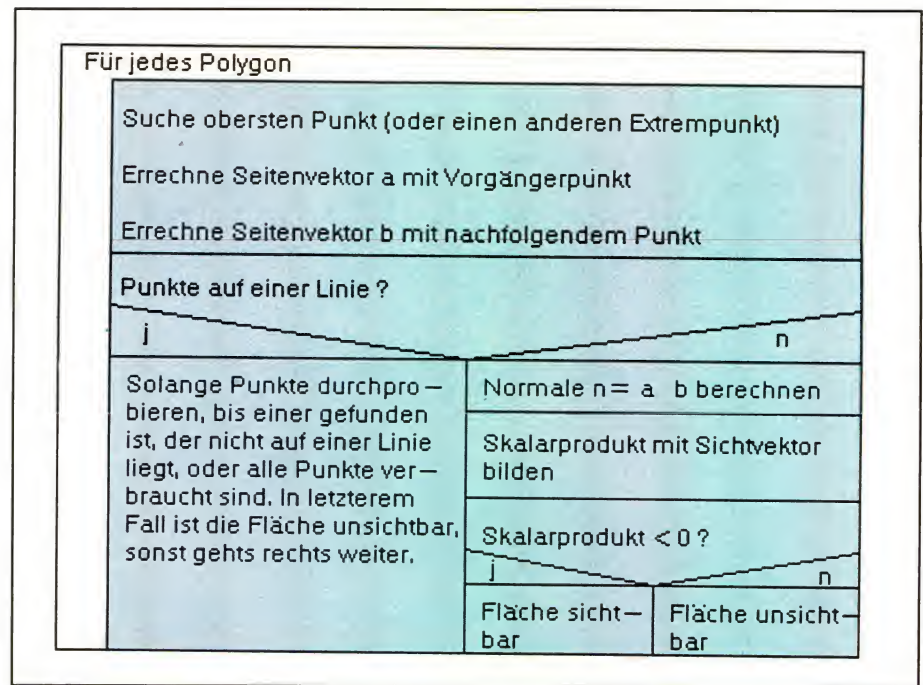 Für jedes Polygon
Suche obersten Punkt (oder einen anderen Extrempunkt)
Errechne Seitenvektor a mit Vorgängerpunkt
Errechne Seitenvektor b mit nachfolgendem Punkt
Punkte auf einer Linie ?
j
n
Solange Punkte durchpro—
bieren, bis einer gefunden
ist, der nicht auf einer Linie
liegt, oder alle Punkte ver—
braucht sind. In letzterem
Fall ist die Fläche unsichtbar,
sonst gehts rechts weiter.
Normale n = a b berechnen
Skalarprodukt mit Sichtvektor
bilden
Skalarprodukt < 0 ?
j
n
Fläche sicht—
bar
Fläche unsicht—
bar